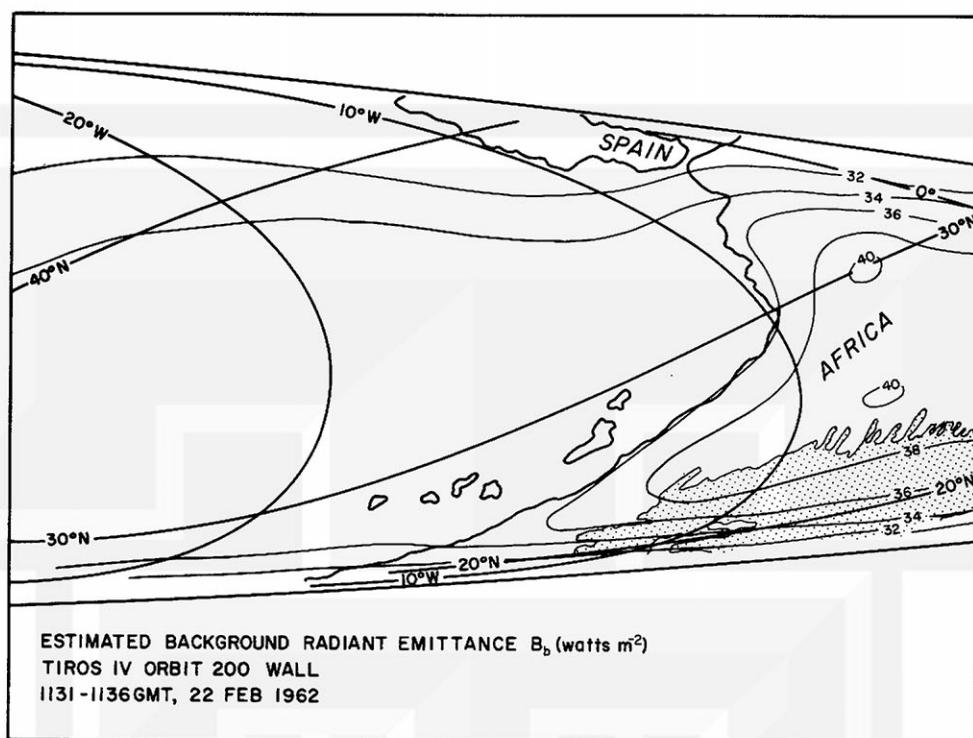 20°W
10°W
SPAIN
32
0°
34
36
30°N
40°N
40
AFRICA
40
38
36
20°N
34
32
30°N
20°N
10°W
ESTIMATED BACKGROUND RADIANT EMITTANCE B_b (watts m⁻²)
TIROS IV ORBIT 200 WALL
1131-1136GMT, 22 FEB 1962